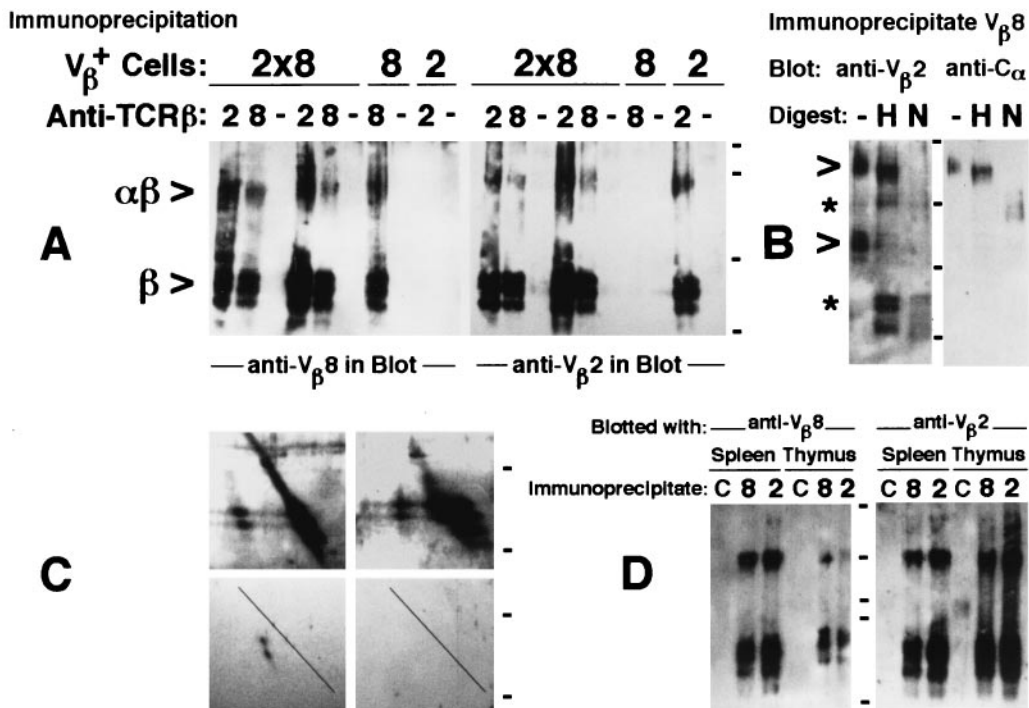 Immunoprecipitation
Vβ+ Cells: 2x8 8 2 2x8 8 2
Anti-TCRβ: 2 8 - 2 8 - 8 - 2 - 2 8 - 2 8 - 8 - 2 -
αβ >
A
β >
anti-Vβ8 in Blot anti-Vβ2 in Blot
Immunoprecipitate Vβ8
Blot: anti-Vβ2 anti-Cα
Digest: - H N - H N
>
*
B >
*
C
Blotted with: anti-Vβ8 anti-Vβ2
Spleen Thymus Spleen Thymus
Immunoprecipitate: C 8 2 C 8 2 C 8 2 C 8 2
D